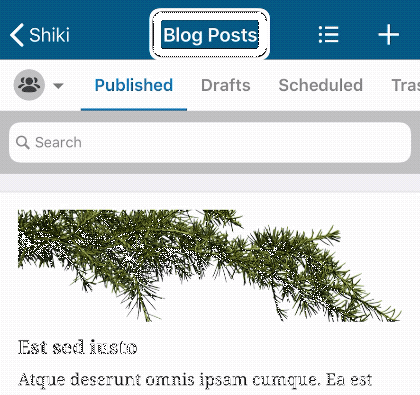 Shiki
Blog Posts
Published Drafts Scheduled Tras
Search
Est sed iusto
Atque deserunt omnis ipsam cumque. Ea est